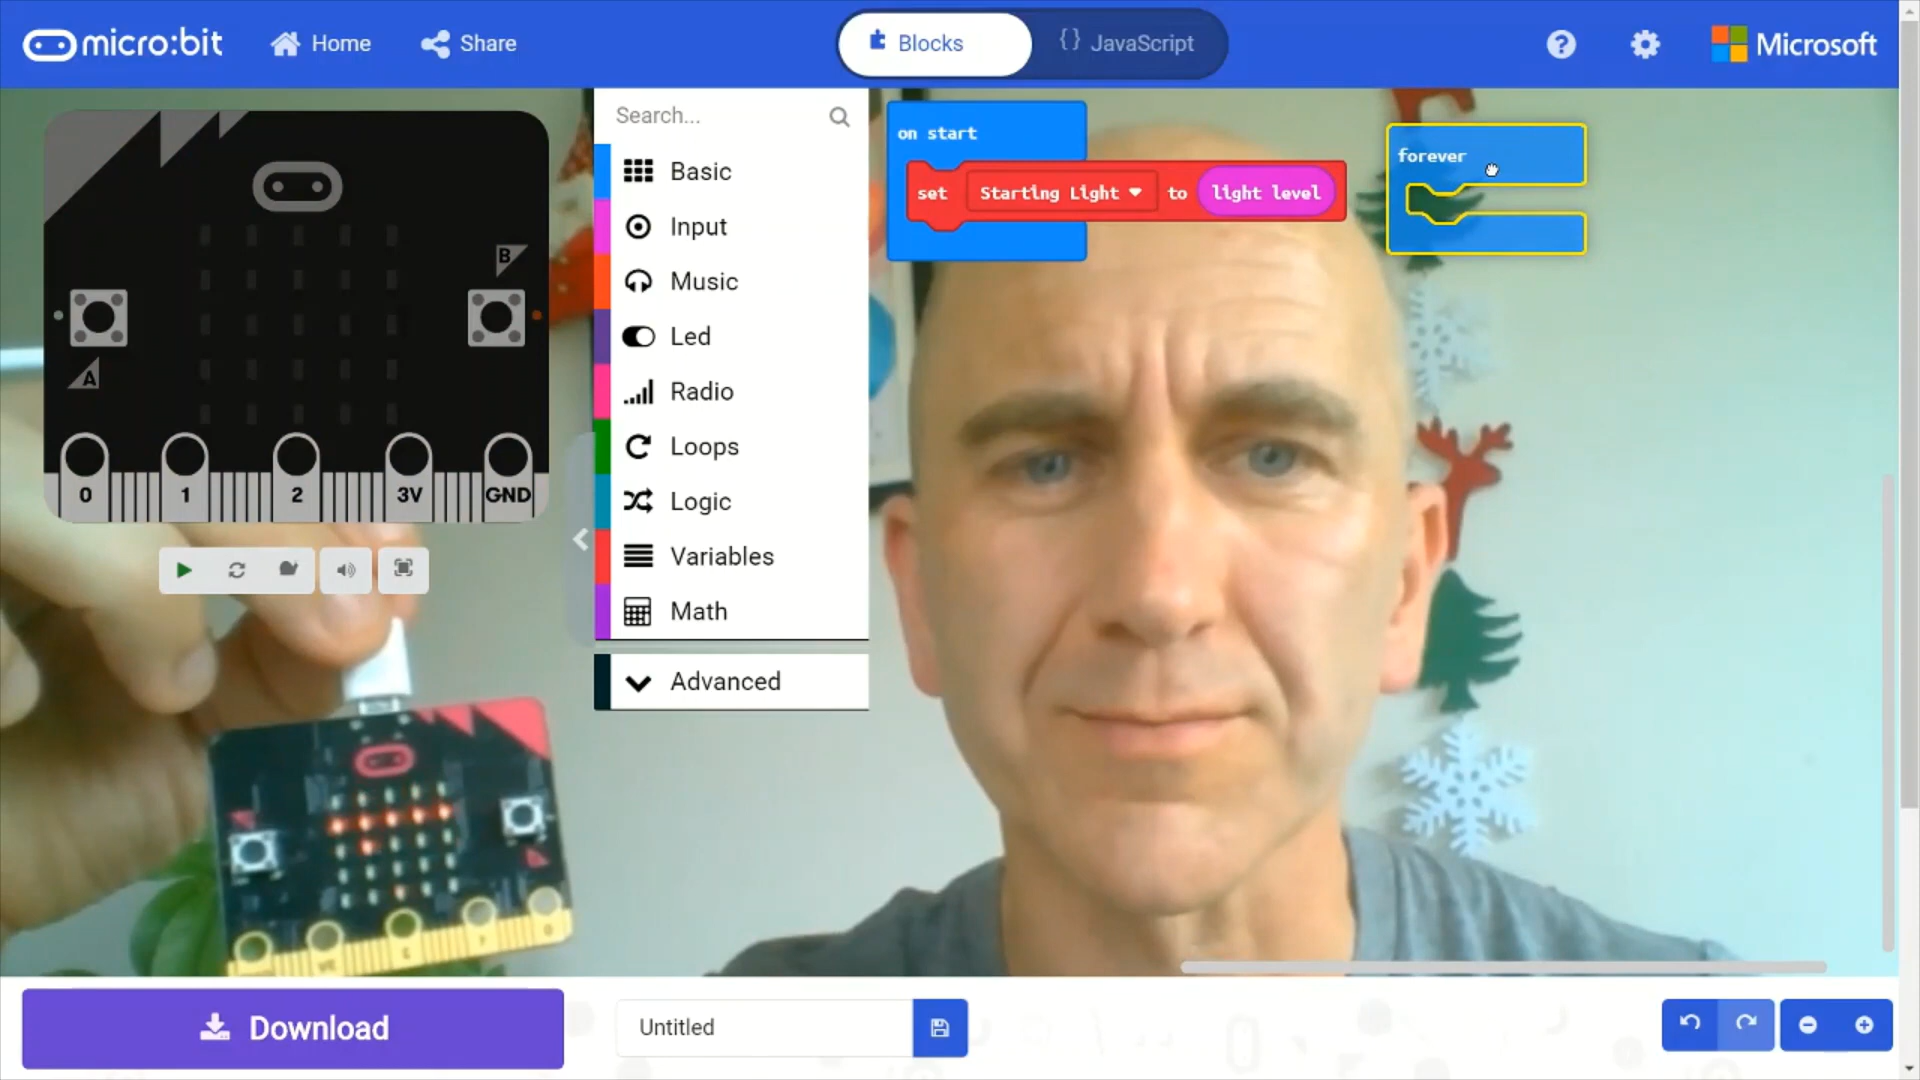 micro:bit
Home
Share
Blocks
{} JavaScript
?
Microsoft
Search...
Basic
Input
Music
Led
Radio
Loops
Logic
Variables
Math
Advanced
on start
set Starting Light to light level
forever
B
A
0 1 2 3V GND
Download
Untitled